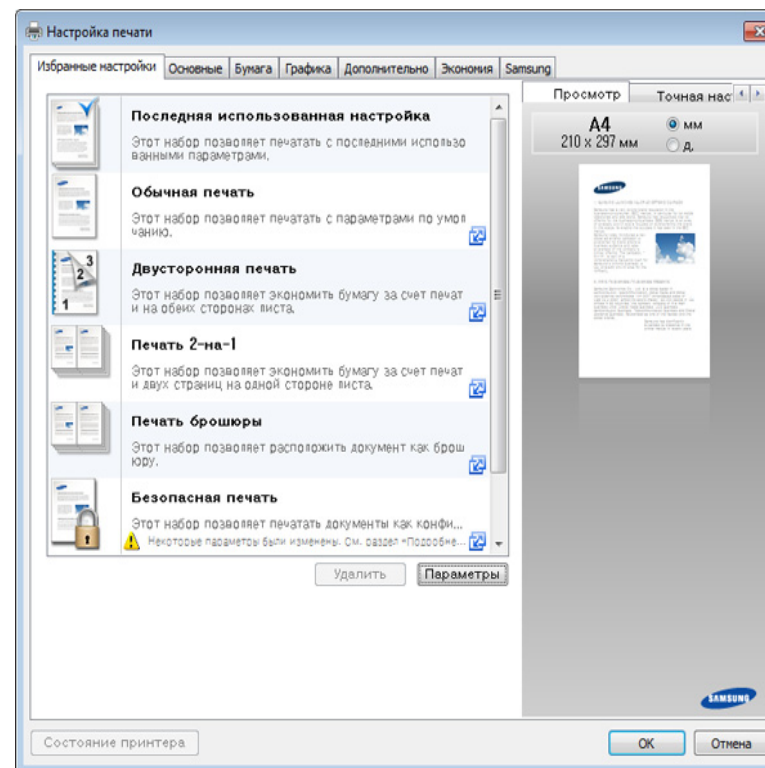 Настройка печати
Избранные настройки Основные Бумага Графика Дополнительно Экономия Samsung
Просмотр Точная нас
A4
210 x 297 мм
мм
д.
Последняя использованная настройка
Этот набор позволяет печатать с последними использо
ванными параметрами.
Обычная печать
Этот набор позволяет печатать с параметрами по умол
чанию.
3
2
1
Двусторонняя печать
Этот набор позволяет экономить бумагу за счет печат
и на обеих сторонах листа.
Печать 2-на-1
Этот набор позволяет экономить бумагу за счет печат
и двух страниц на одной стороне листа.
Печать брошюры
Этот набор позволяет расположить документ как брош
юру.
Безопасная печать
Этот набор позволяет печатать документы как конфи...
Некоторые параметры были изменены. См. раздел "Подробне...
Удалить Параметры
SAMSUNG
SAMSUNG
Состояние принтера OK Отмена